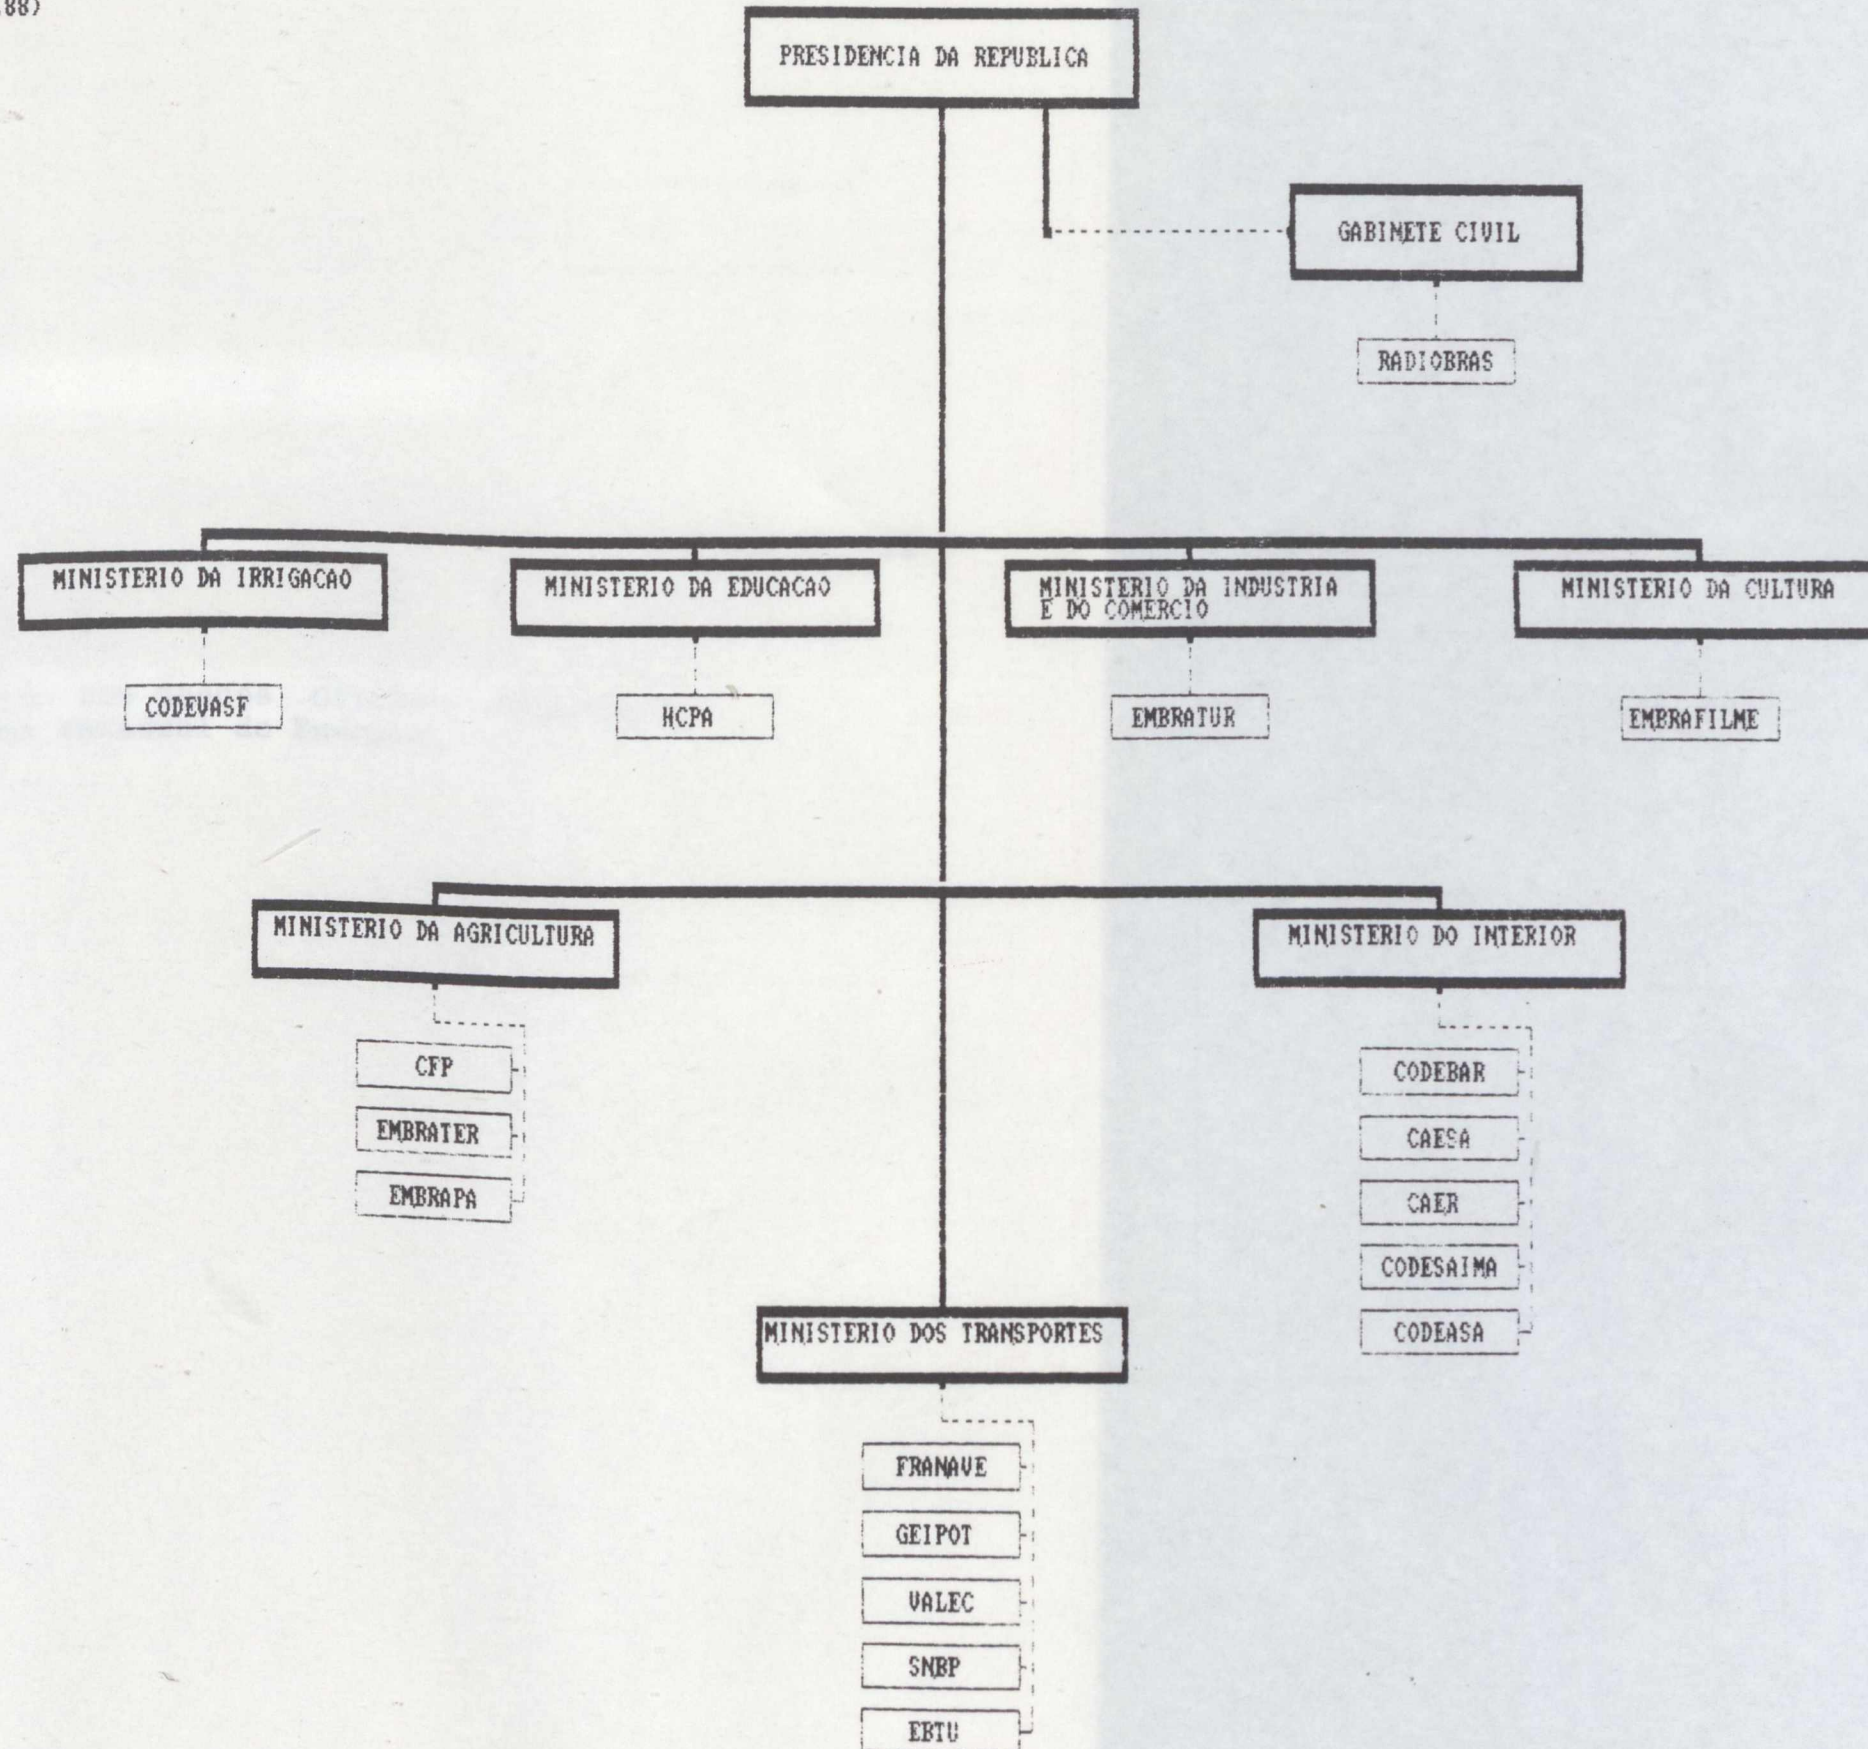 88)
PRESIDENCIA DA REPUBLICA
GABINETE CIVIL
RADIOBRAS
MINISTERIO DA IRRIGACAO
CODEVASF
MINISTERIO DA EDUCACAO
HCPA
MINISTERIO DA INDUSTRIA
E DO COMERCIO
EMBRATUR
MINISTERIO DA CULTURA
EMBRAFILME
MINISTERIO DA AGRICULTURA
CFP
EMBRATER
EMBRAPA
MINISTERIO DO INTERIOR
CODEBAR
CAESA
CAER
CODESAIMA
CODEASA
MINISTERIO DOS TRANSPORTES
FRANAVE
GEIPOT
VALEC
SNBP
EBTU